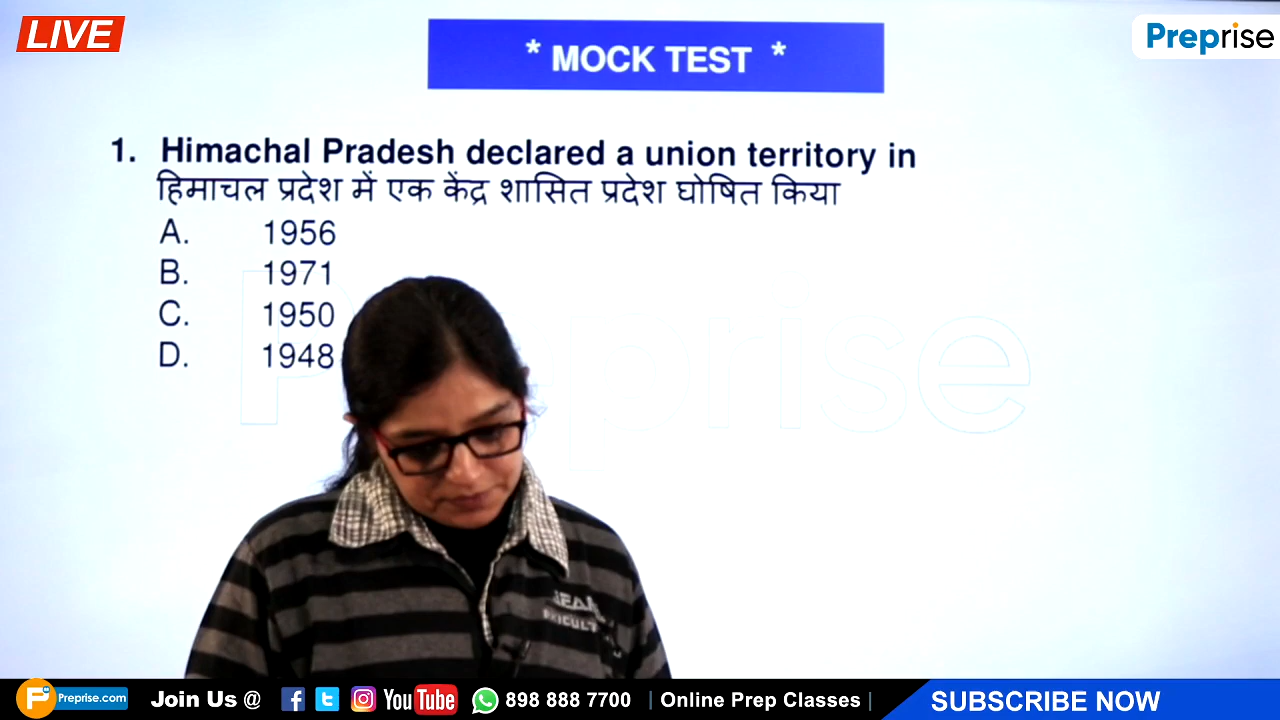 LIVE
* MOCK TEST *
Preprise
1. Himachal Pradesh declared a union territory in
हिमाचल प्रदेश में एक केंद्र शासित प्रदेश घोषित किया
A. 1956
B. 1971
C. 1950
D. 1948
Preprise.com Join Us @ YouTube 898 888 7700 | Online Prep Classes | SUBSCRIBE NOW